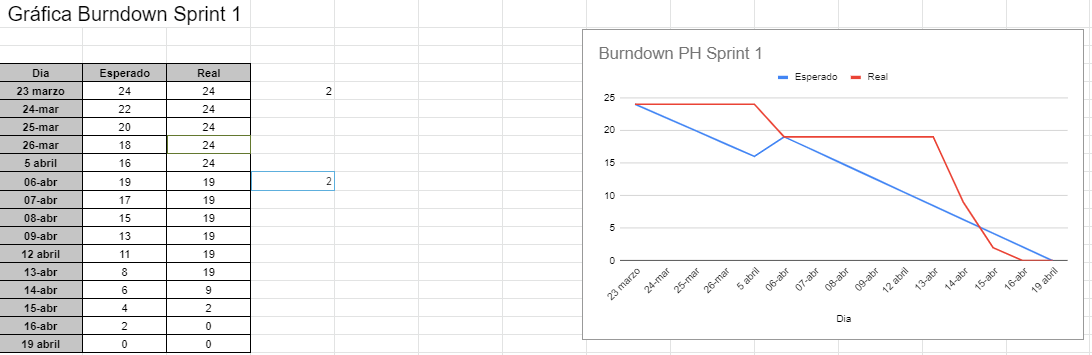 Gráfica Burndown Sprint 1
Dia Esperado Real
23 marzo 24 24 2
24-mar 22 24
25-mar 20 24
26-mar 18 24
5 abril 16 24
06-abr 19 19 2
07-abr 17 19
08-abr 15 19
09-abr 13 19
12 abril 11 19
13-abr 8 19
14-abr 6 9
15-abr 4 2
16-abr 2 0
19 abril 0 0
Burndown PH Sprint 1
Esperado Real
25
20
15
10
5
0
23 marzo 24-mar 25-mar 26-mar 5 abril 06-abr 07-abr 08-abr 09-abr 12 abril 13-abr 14-abr 15-abr 16-abr 19 abril
Dia